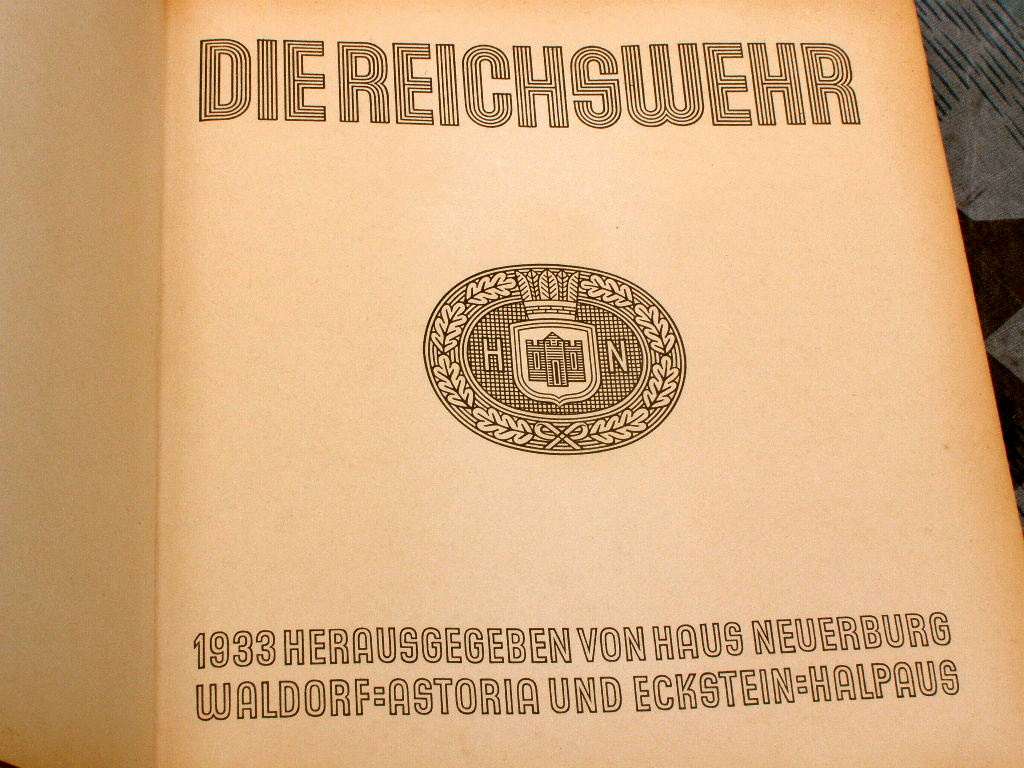 DIE REICHSWEHR
H N
1933 HERAUSGEGEBEN VON HAUS NEUERBURG
WALDORF=ASTORIA UND ECKSTEIN=HALPAUS